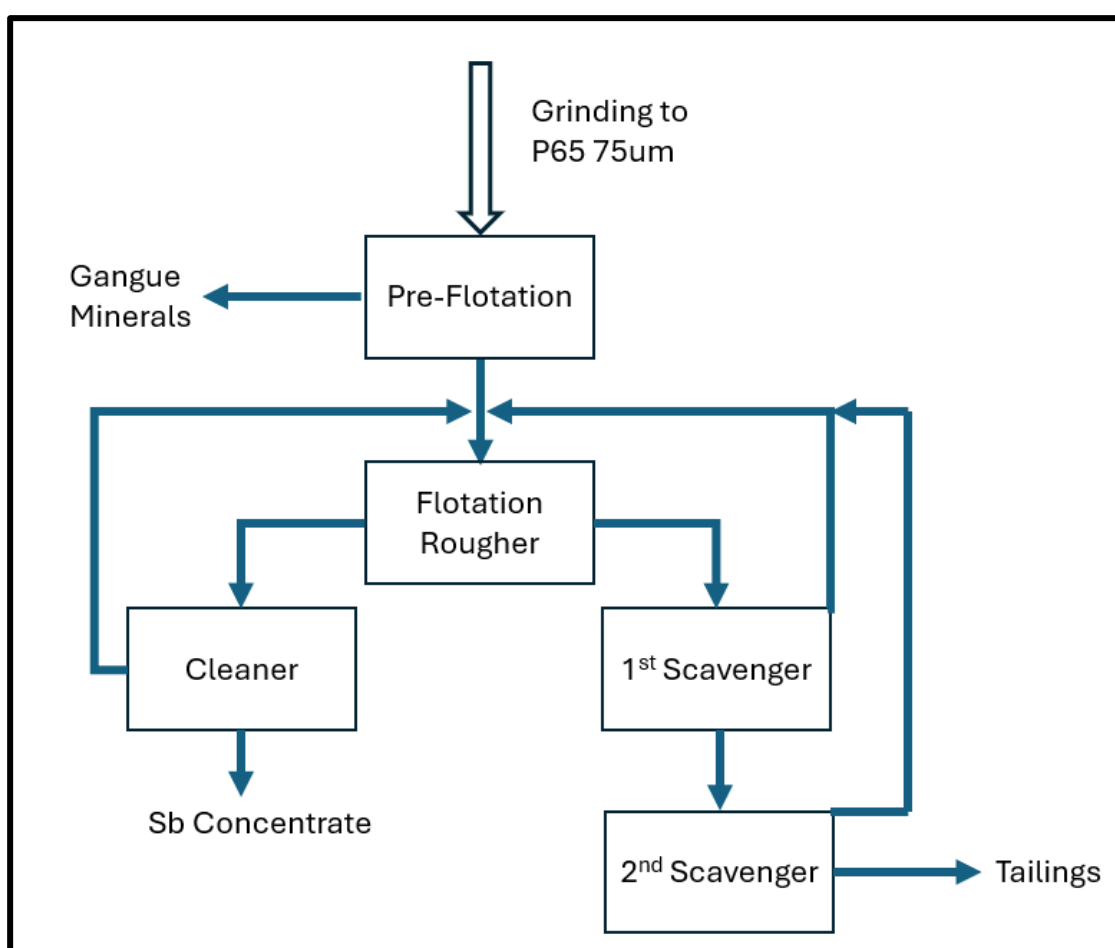 Grinding to
P65 75um
Gangue
Minerals
Pre-Flotation
Flotation
Rougher
Cleaner
1st Scavenger
Sb Concentrate
2nd Scavenger
Tailings